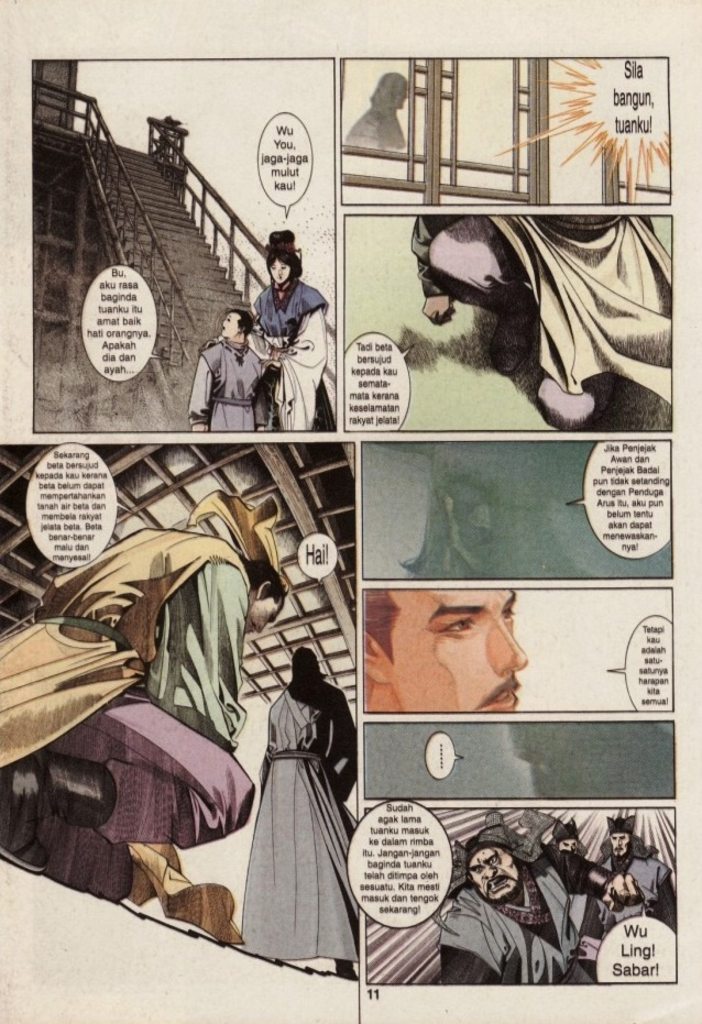 Wu
You,
jaga-jaga
mulut
kau!
Bu,
aku rasa
baginda
tuanku itu
amat baik
hati orangnya.
Apakah
dia dan
ayah...
Sila
bangun,
tuanku!
Tadi beta
bersujud
kepada kau
semata-
mata kerana
keselamatan
rakyat jelata!
Sekarang
beta bersujud
kepada kau kerana
beta belum dapat
mempertahankan
tanah air beta dan
membela rakyat
jelata beta. Beta
benar-benar
malu dan
menyesal!
Hai!
Jika Penjejak
Awan dan
Penjejak Badai
pun tidak setanding
dengan Penduga
Arus itu, aku pun
belum tentu
akan dapat
menewaskan-
nya!
Tetapi
kau
adalah
satu-
satunya
harapan
kita
semua!
......
Sudah
agak lama
tuanku masuk
ke dalam rimba
itu. Jangan-jangan
baginda tuanku
telah ditimpa oleh
sesuatu. Kita mesti
masuk dan tengok
sekarang!
Wu
Ling!
Sabar!
11